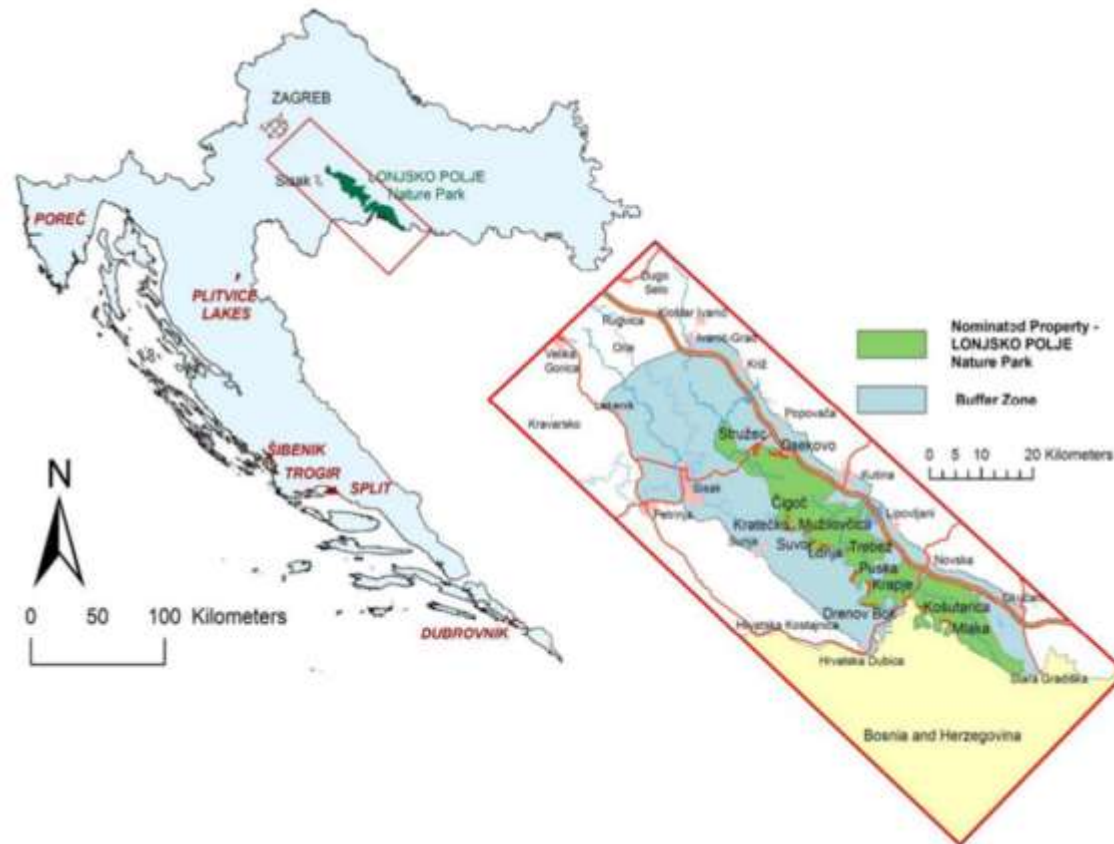 ZAGREB
Sisak
LONJSKO POLJE
Nature Park
POREČ
PLITVICE
LAKES
ŠIBENIK
TROGIR
SPLIT
DUBROVNIK
N
0 50 100 Kilometers
Dugo
Selo
Kloštar Ivanić
Rugvica
Ivanić-Grad
Orle
Velika
Gorica
Križ
Lekenik
Kravarsko
Popovača
Stružec
Osekovo
Kutina
Sisak
Petrinja
Čigoč
Lipovljani
Kratečko
Mužilovčica
Sunja
Suvoj
Lonja
Trebež
Novska
Puska
Krapje
Drenov Bok
Košutarica
Mlaka
Hrvatska Kostajnica
Hrvatska Dubica
Stara Gradiška
Bosnia and Herzegovina
Nominated Property -
LONJSKO POLJE
Nature Park
Buffer Zone
0 5 10 20 Kilometers